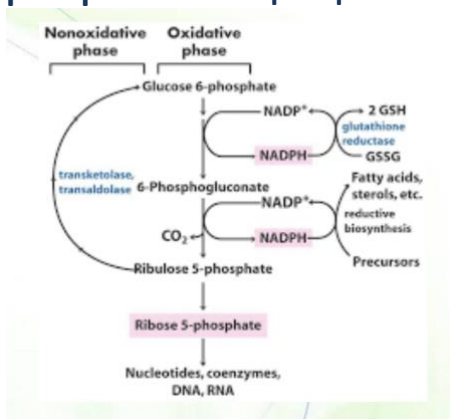 Nonoxidative
phase
Oxidative
phase
Glucose 6-phosphate
NADP⁺
2 GSH
glutathione
reductase
NADPH
GSSG
transketolase,
transaldolase
6-Phosphogluconate
Fatty acids,
sterols, etc.
NADP⁺
reductive
biosynthesis
CO₂
NADPH
Precursors
Ribulose 5-phosphate
Ribose 5-phosphate
Nucleotides, coenzymes,
DNA, RNA